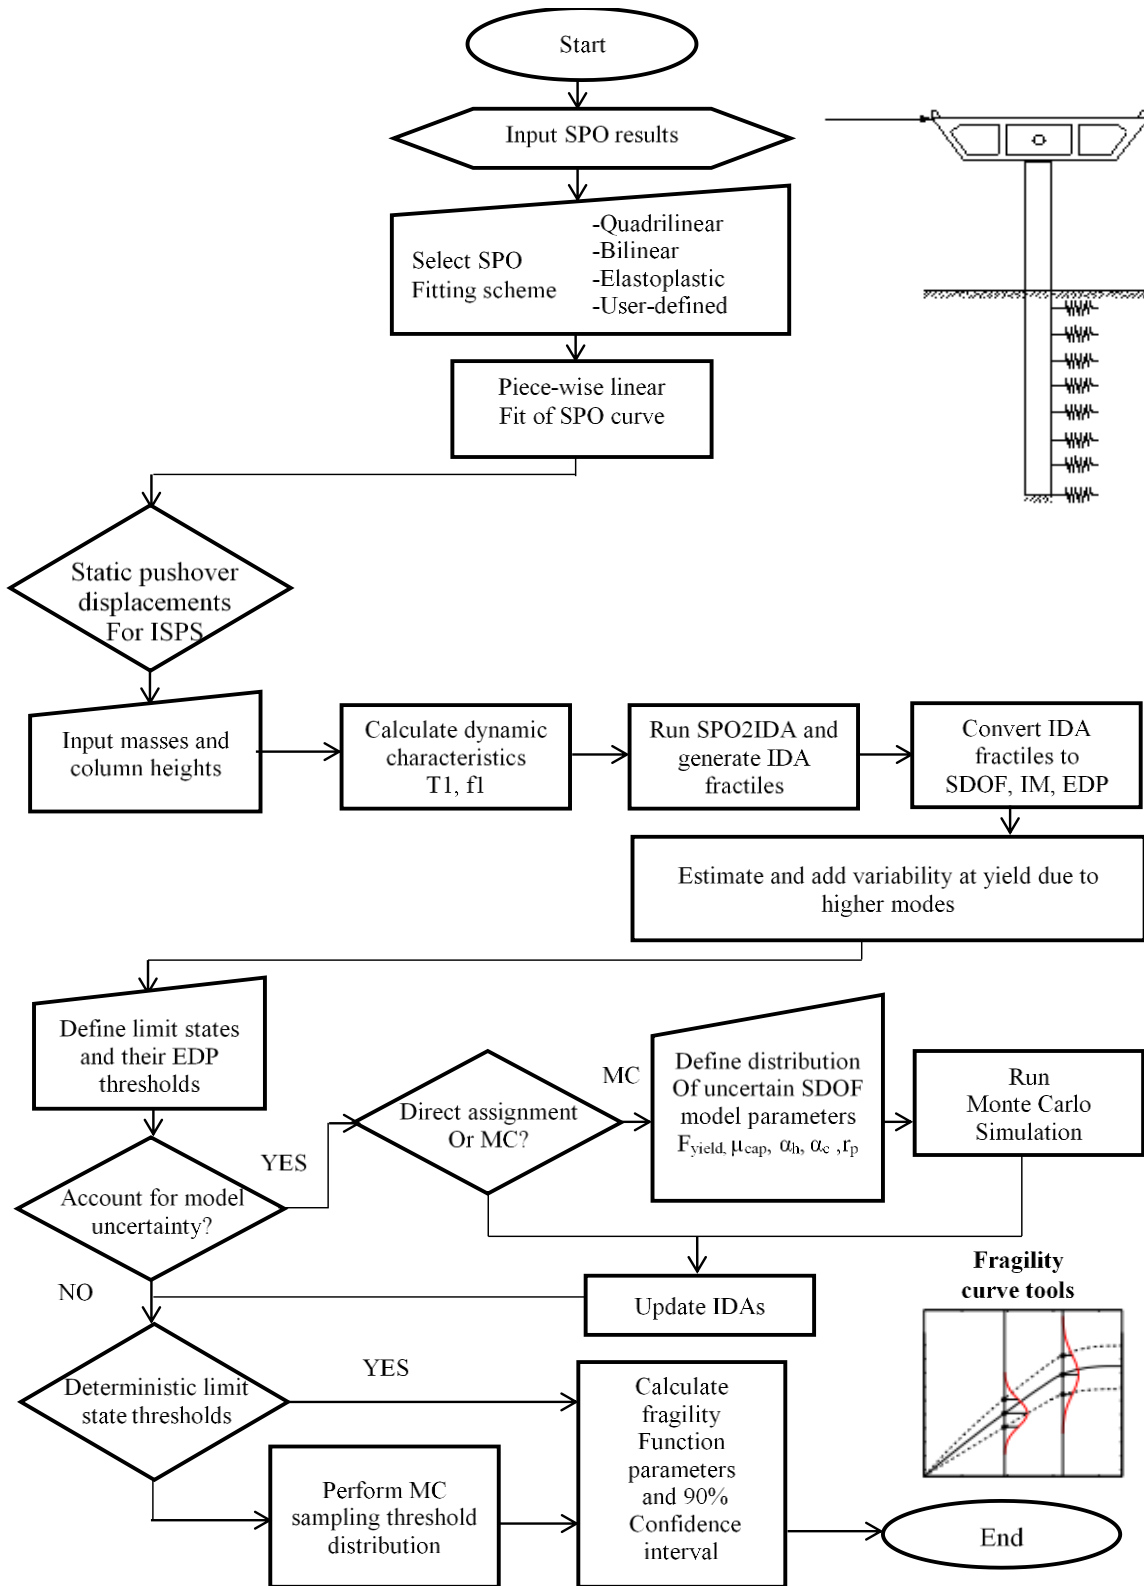 Start
Input SPO results
Select SPO
Fitting scheme
-Quadrilinear
-Bilinear
-Elastoplastic
-User-defined
Piece-wise linear
Fit of SPO curve
Static pushover
displacements
For ISPS
Input masses and
column heights
Calculate dynamic
characteristics
T1, f1
Run SPO2IDA and
generate IDA
fractiles
Convert IDA
fractiles to
SDOF, IM, EDP
Estimate and add variability at yield due to
higher modes
Define limit states
and their EDP
thresholds
Account for model
uncertainty?
YES
NO
Direct assignment
Or MC?
MC
Define distribution
Of uncertain SDOF
model parameters
Fyield, μcap, αh, αc ,rp
Run
Monte Carlo
Simulation
Update IDAs
Fragility
curve tools
Deterministic limit
state thresholds
YES
Perform MC
sampling threshold
distribution
Calculate
fragility
Function
parameters
and 90%
Confidence
interval
End